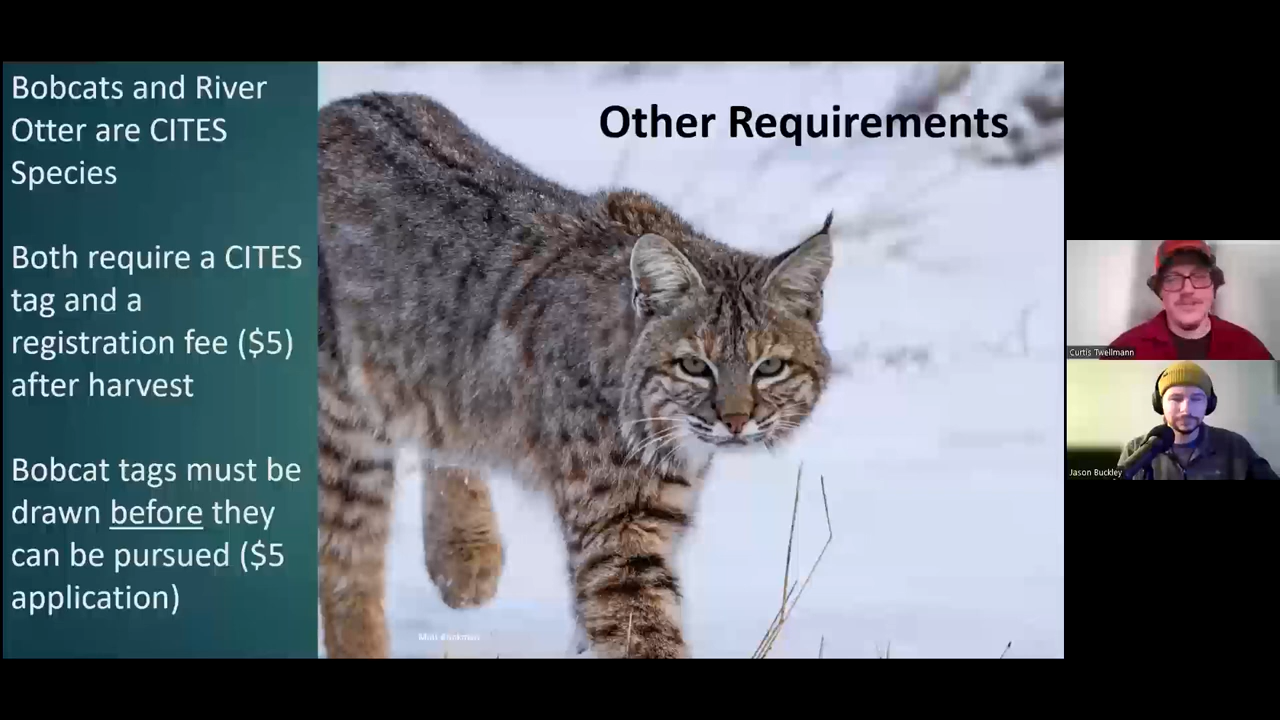 Bobcats and River
Otter are CITES
Species
Both require a CITES
tag and a
registration fee ($5)
after harvest
Bobcat tags must be
drawn before they
can be pursued ($5
application)
Other Requirements
Curtis Twellmann
Jason Buckley